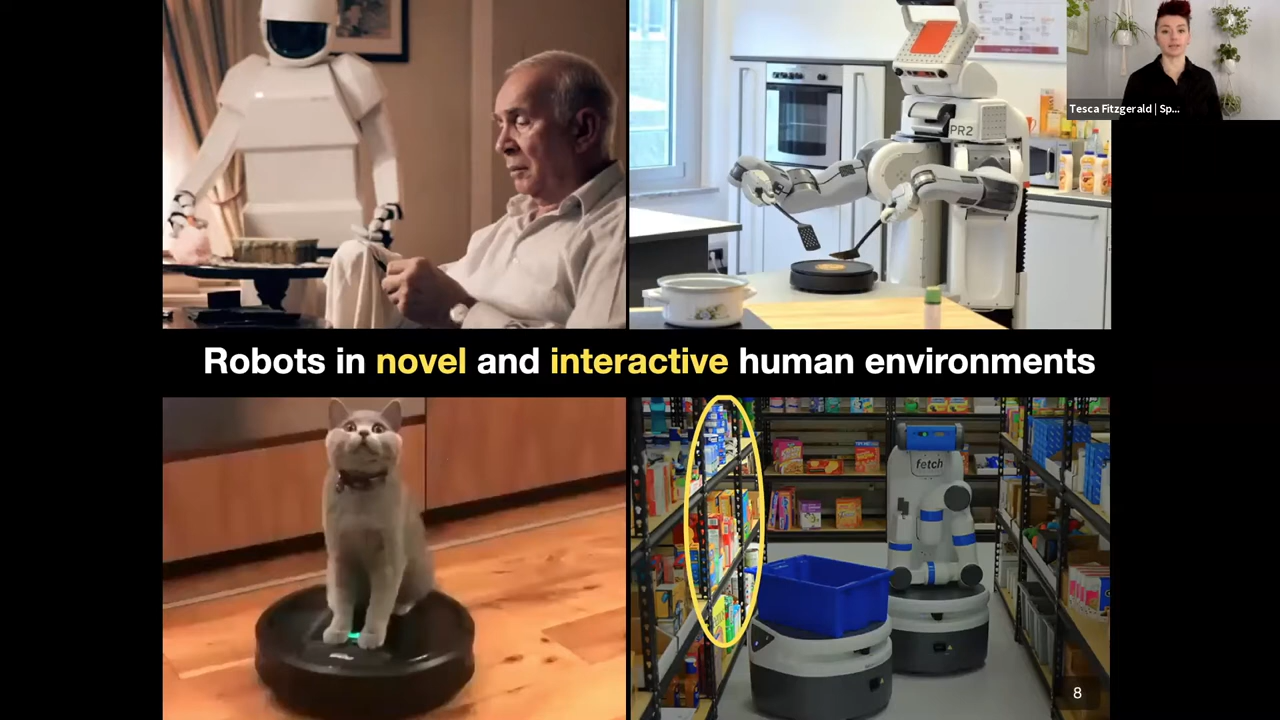 PR2
Tesca Fitzgerald | Sp...
Robots in novel and interactive human environments
fetch
8